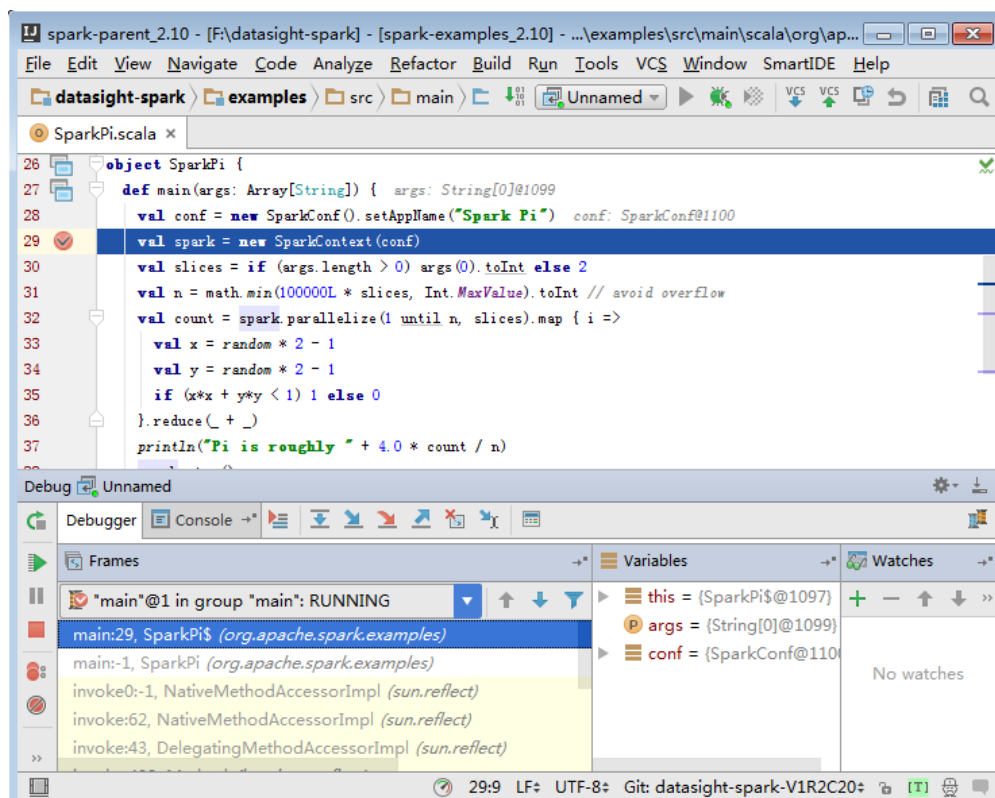 spark-parent_2.10 - [F:\datasight-spark] - [spark-examples_2.10] - ...\examples\src\main\scala\org\ap...
File Edit View Navigate Code Analyze Refactor Build Run Tools VCS Window SmartIDE Help
datasight-spark examples src main Unnamed VCS VCS
SparkPi.scala
26 object SparkPi {
27 def main(args: Array[String]) { args: String[0]@1099
28 val conf = new SparkConf().setAppName("Spark Pi") conf: SparkConf@1100
29 val spark = new SparkContext(conf)
30 val slices = if (args.length > 0) args(0).toInt else 2
31 val n = math.min(100000L * slices, Int.MaxValue).toInt // avoid overflow
32 val count = spark.parallelize(1 until n, slices).map { i =>
33 val x = random * 2 - 1
34 val y = random * 2 - 1
35 if (x*x + y*y < 1) 1 else 0
36 }.reduce(_ + _)
37 println("Pi is roughly " + 4.0 * count / n)
Debug Unnamed
Debugger Console
Frames Variables Watches
"main"@1 in group "main": RUNNING
this = {SparkPi$@1097}
main:29, SparkPi$ (org.apache.spark.examples)
args = {String[0]@1099}
main:-1, SparkPi (org.apache.spark.examples)
conf = {SparkConf@110
No watches
invoke0:-1, NativeMethodAccessorImpl (sun.reflect)
invoke:62, NativeMethodAccessorImpl (sun.reflect)
invoke:43, DelegatingMethodAccessorImpl (sun.reflect)
29:9 LF UTF-8 Git: datasight-spark-V1R2C20 [T]